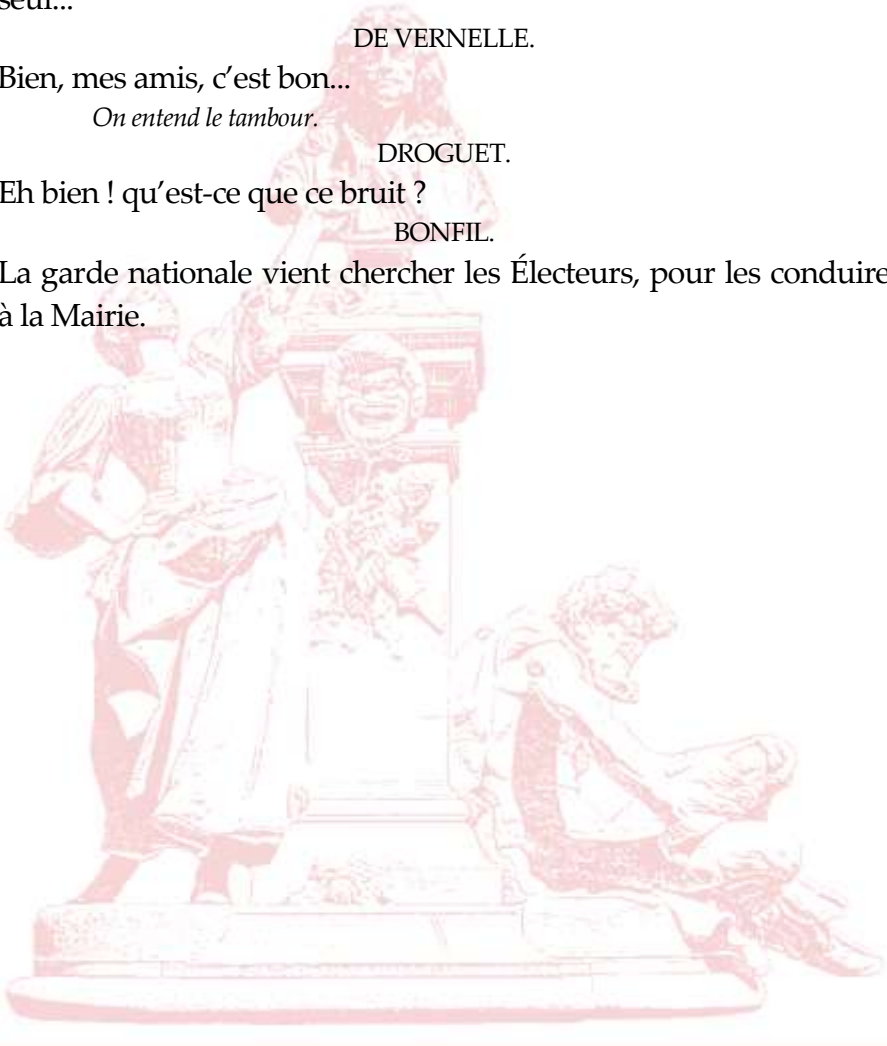 seul...
DE VERNELLE.
Bien, mes amis, c’est bon...
On entend le tambour.
DROGUET.
Eh bien ! qu’est-ce que ce bruit ?
BONFIL.
La garde nationale vient chercher les Électeurs, pour les conduire
à la Mairie.